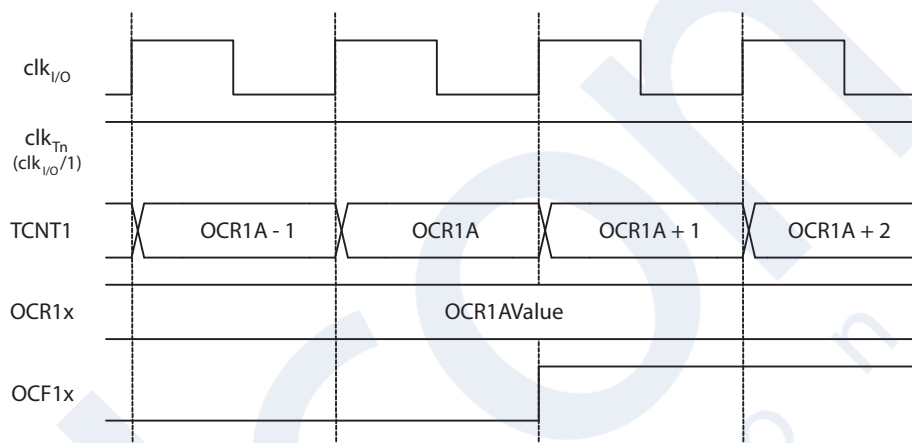 clkI/O
clkTn
(clkI/O/1)
TCNT1 OCR1A - 1 OCR1A OCR1A + 1 OCR1A + 2
OCR1x OCR1AValue
OCF1x